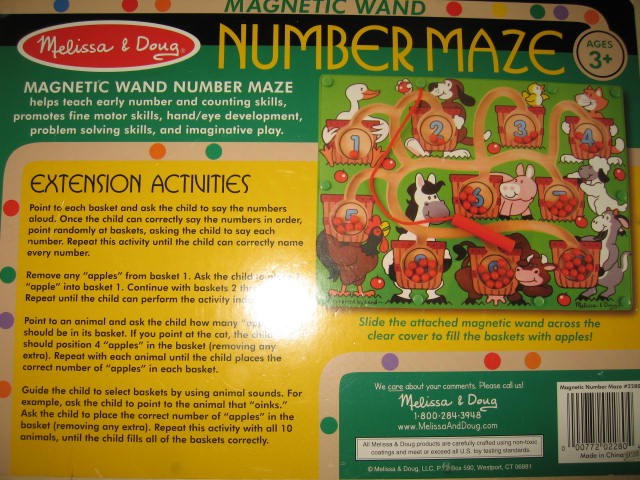 MAGNETIC WAND
Melissa & Doug
NUMBER MAZE
AGES
3+
MAGNETIC WAND NUMBER MAZE
helps teach early number and counting skills,
promotes fine motor skills, hand/eye development,
problem solving skills, and imaginative play.
EXTENSION ACTIVITIES
Point to each basket and ask the child to say the numbers
aloud. Once the child can correctly say the numbers in order,
point randomly at baskets, asking the child to say each
number. Repeat this activity until the child can correctly name
every number.
Remove any "apples" from basket 1. Ask the child to
"apple" into basket 1. Continue with baskets 2
Repeat until the child can perform the activity
Point to an animal and ask the child how many
should be in its basket. If you point at the cat, the
should position 4 "apples" in the basket (removing any
extra). Repeat with each animal until the child places the
correct number of "apples" in each basket.
Guide the child to select baskets by using animal sounds. For
example, ask the child to point to the animal that "oinks."
Ask the child to place the correct number of "apples" in the
basket (removing any extra). Repeat this activity with all 10
animals, until the child fills all of the baskets correctly.
1
2
3
4
5
6
7
Melissa & Doug
Slide the attached magnetic wand across the
clear cover to fill the baskets with apples!
We care about your comments. Please call us!
Melissa & Doug
1-800-284-3948
www.MelissaAndDoug.com
All Melissa & Doug products are carefully crafted using non-toxic
coatings and meet or exceed all U.S. toy testing standards.
© Melissa & Doug, LLC, P.O. Box 590, Westport, CT 06881
Magnetic Number Maze #2280
0 00772 02280
Made in China